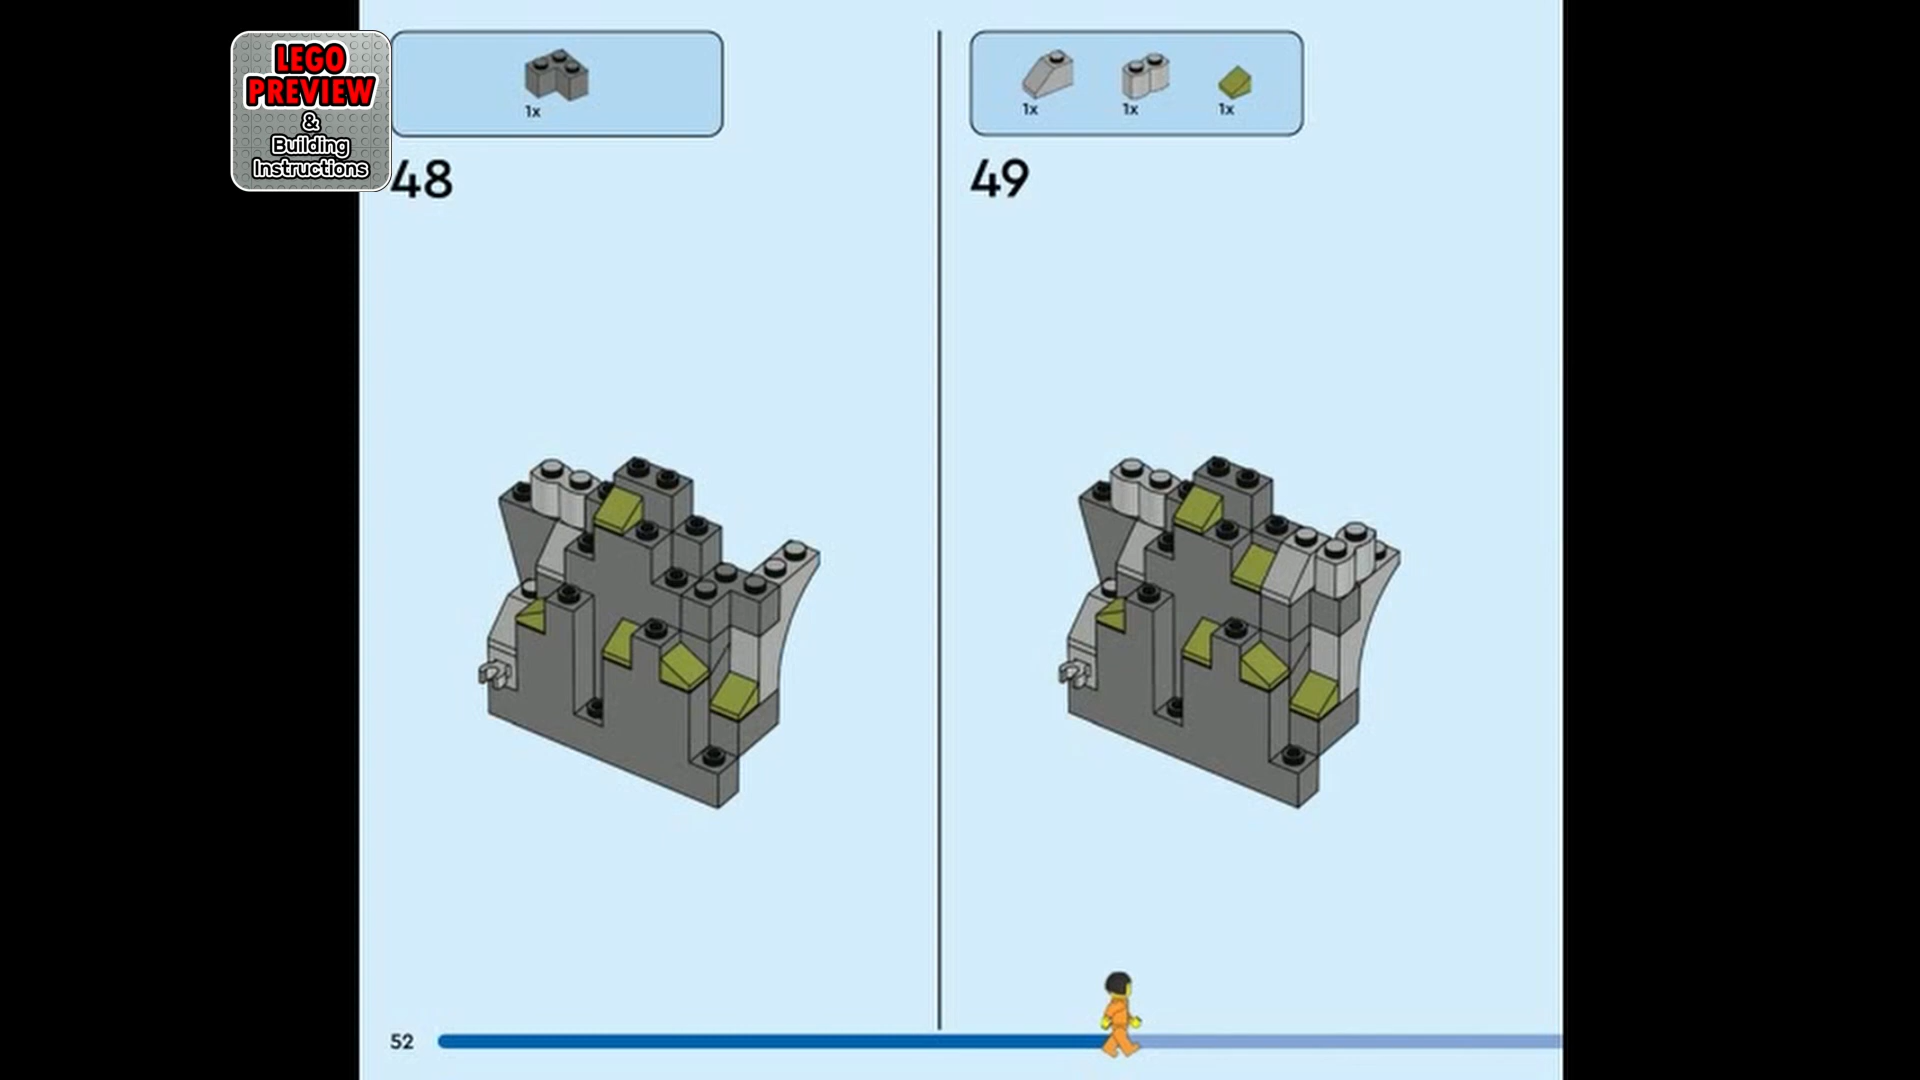 LEGO
PREVIEW
&
Building
Instructions
1x
48
1x 1x 1x
49
52